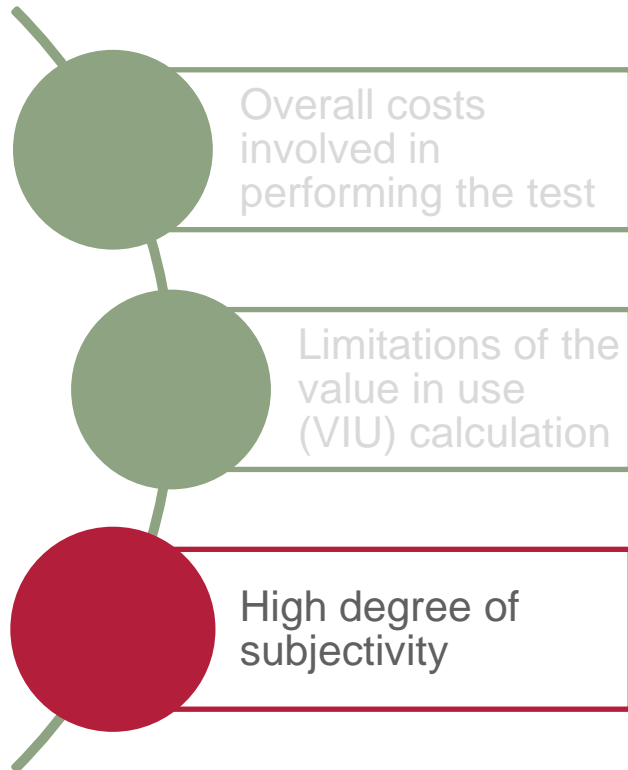 Overall costs
involved in
performing the test
Limitations of the
value in use
(VIU) calculation
High degree of
subjectivity